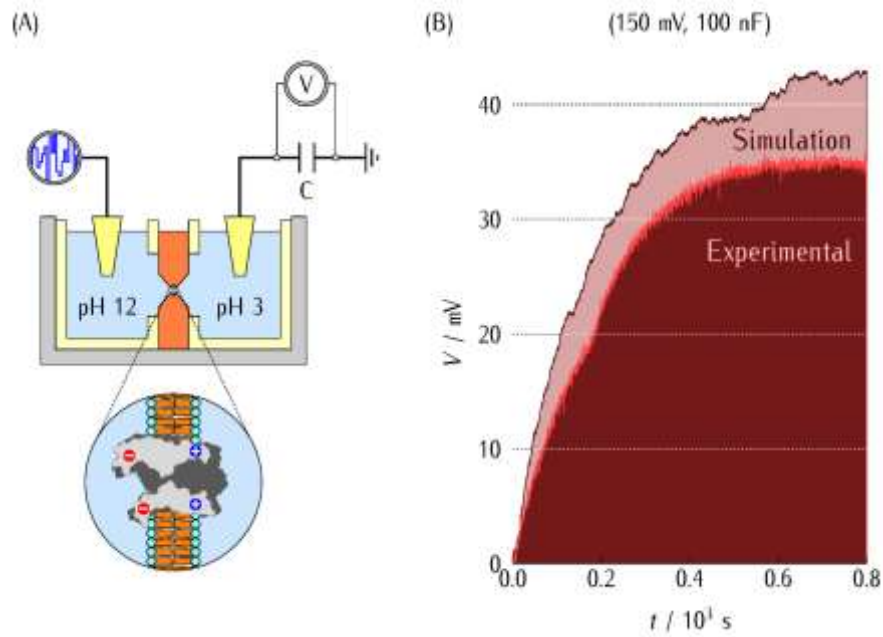 (A)
V
C
pH 12
pH 3
(B)
(150 mV, 100 nF)
40
30
20
10
0
V / mV
Simulation
Experimental
0.0 0.2 0.4 0.6 0.8
t / 10³ s